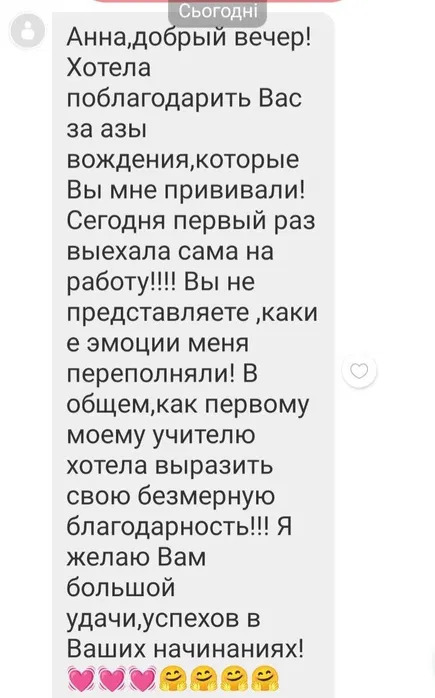 Сьогодні
Анна,добрый вечер!
Хотела
поблагодарить Вас
за азы
вождения,которые
Вы мне прививали!
Сегодня первый раз
выехала сама на
работу!!!! Вы не
представляете ,каки
е эмоции меня
переполняли! В
общем,как первому
моему учителю
хотела выразить
свою безмерную
благодарность!!! Я
желаю Вам
большой
удачи,успехов в
Ваших начинаниях!
💓💓💓🤗🤗🤗🤗